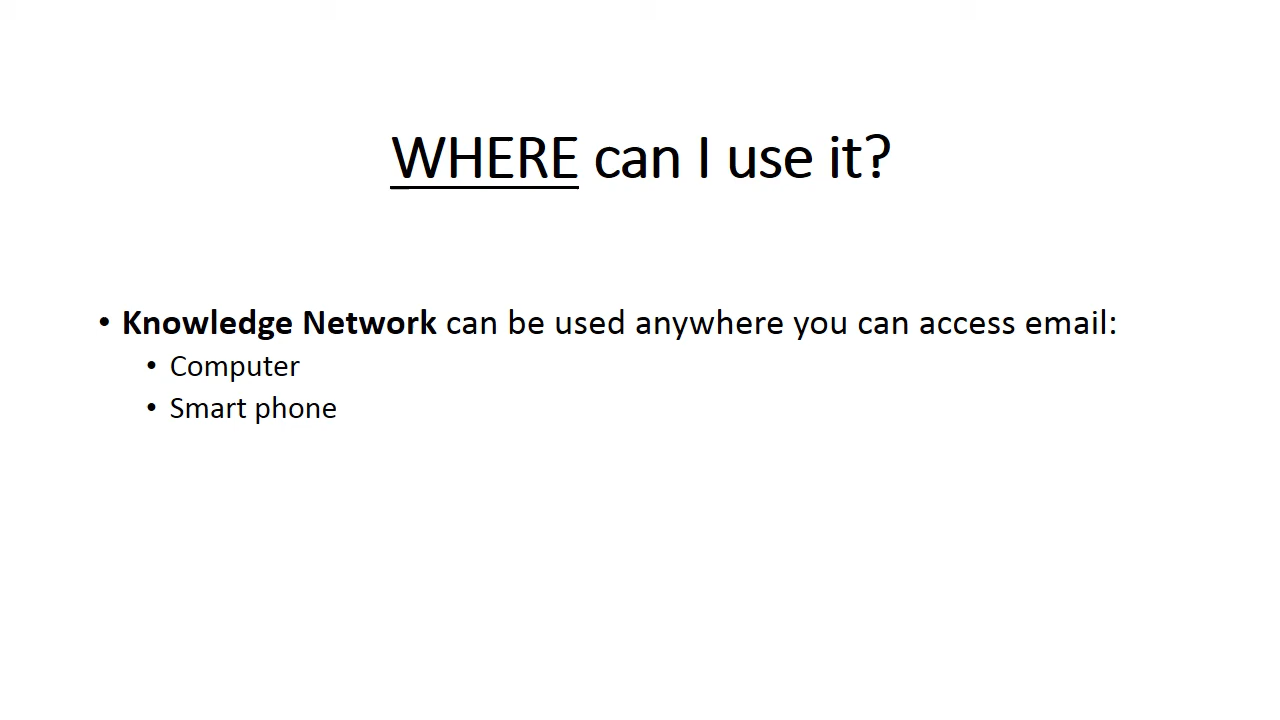 WHERE can I use it?
• Knowledge Network can be used anywhere you can access email:
• Computer
• Smart phone